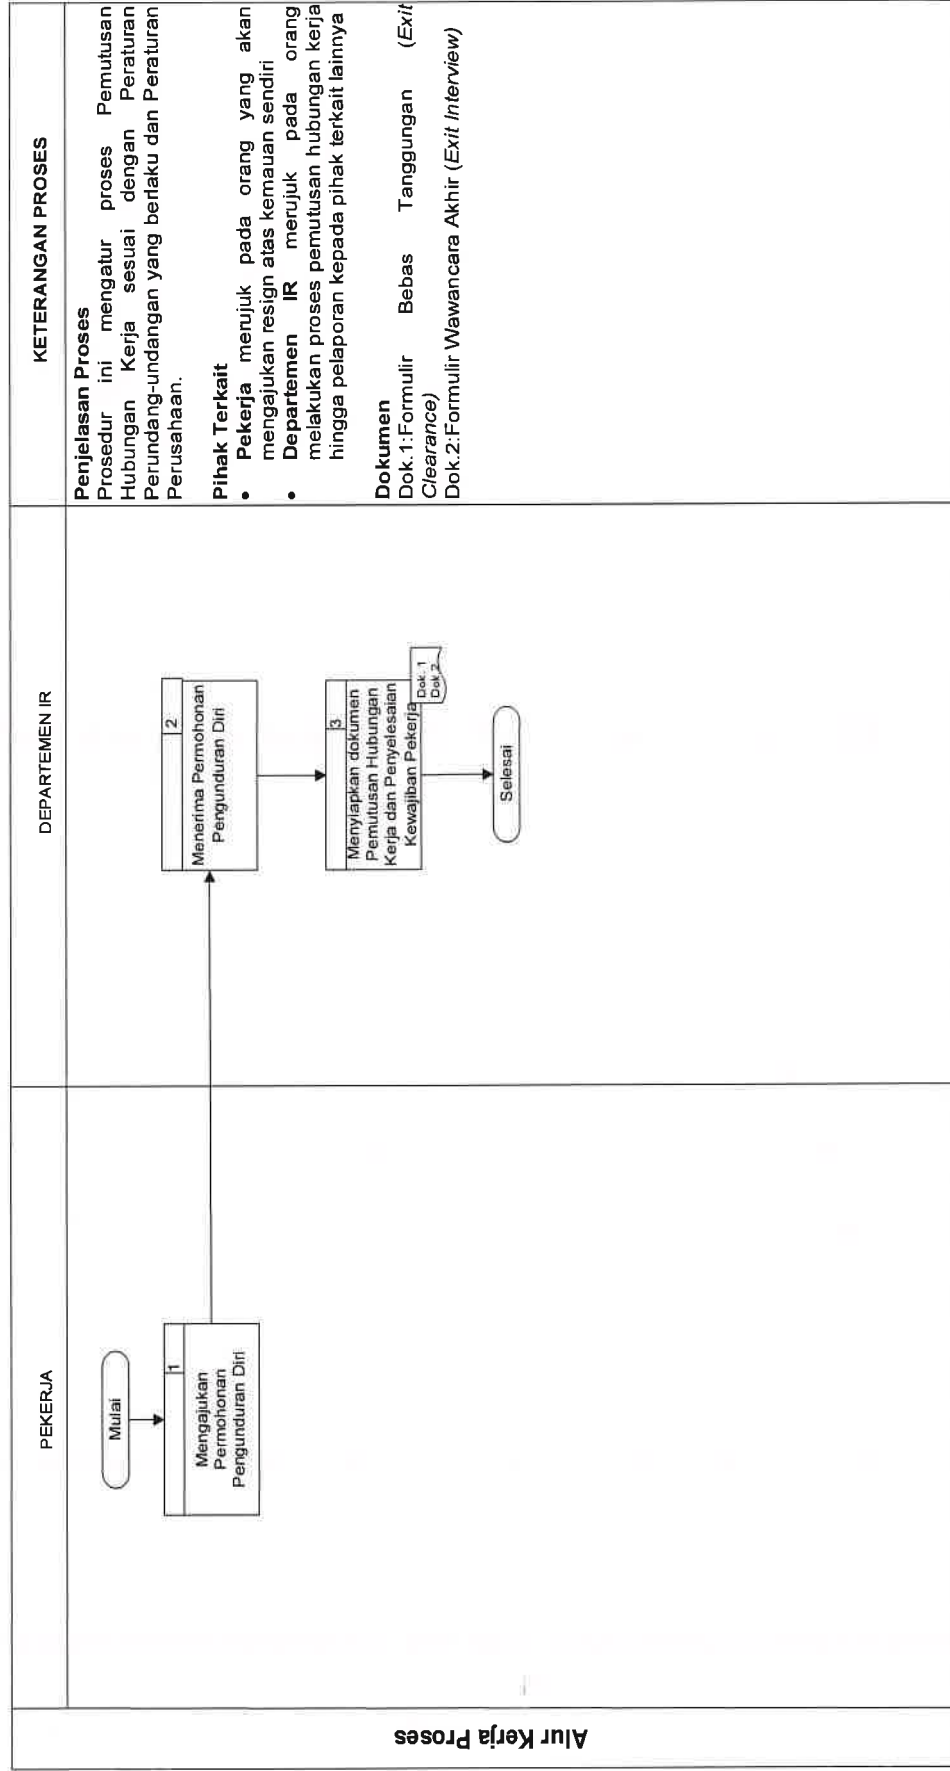 Alur Kerja Proses
PEKERJA
Mulai
1
Mengajukan
Permohonan
Pengunduran Diri
DEPARTEMEN IR
2
Menerima Permohonan
Pengunduran Diri
3
Menyiapkan dokumen
Pemutusan Hubungan
Kerja dan Penyelesaian
Kewajiban Pekerja
Dok. 1
Dok 2
Selesai
KETERANGAN PROSES
Penjelasan Proses
Prosedur ini mengatur proses Pemutusan
Hubungan Kerja sesuai dengan Peraturan
Perundang-undangan yang berlaku dan Peraturan
Perusahaan.
Pihak Terkait
• Pekerja merujuk pada orang yang akan
mengajukan resign atas kemauan sendiri
• Departemen IR merujuk pada orang
melakukan proses pemutusan hubungan kerja
hingga pelaporan kepada pihak terkait lainnya
Dokumen
Dok.1:Formulir Bebas Tanggungan (Exit
Clearance)
Dok.2:Formulir Wawancara Akhir (Exit Interview)